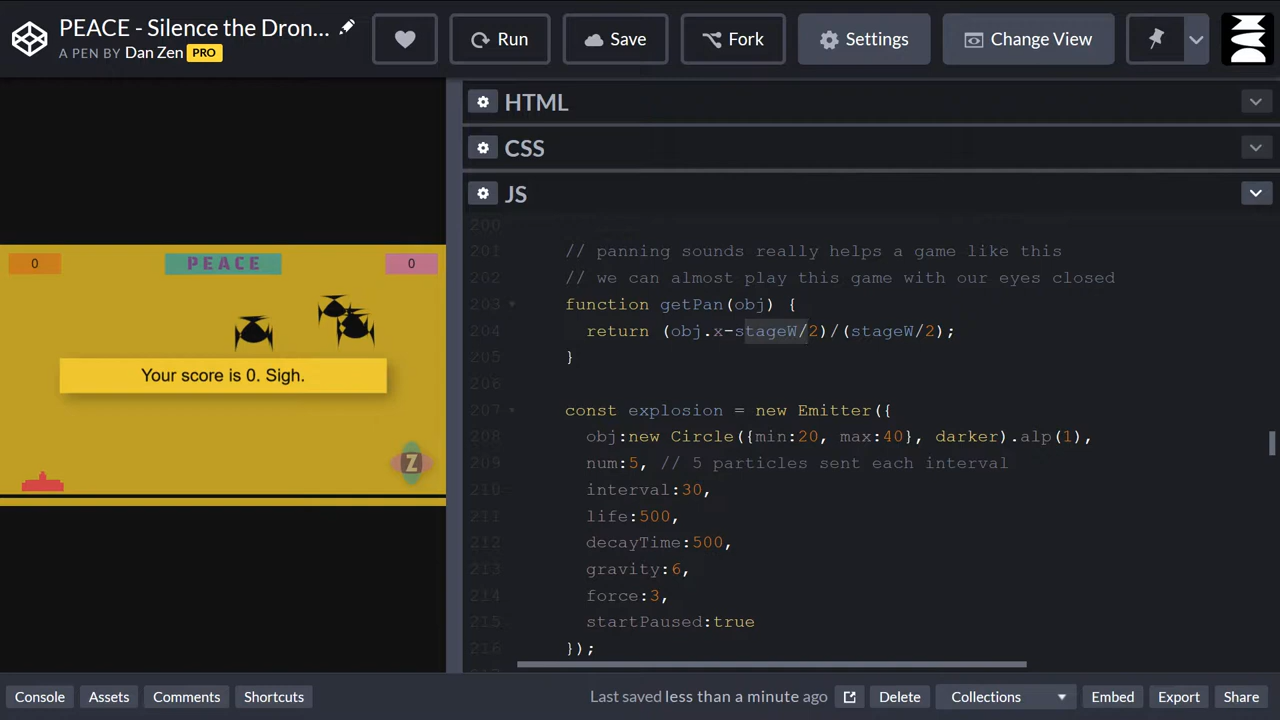 PEACE - Silence the Dron...
A PEN BY Dan Zen PRO
Run
Save
Fork
Settings
Change View
HTML
CSS
JS
0
PEACE
0
Your score is 0. Sigh.
Z
200
201 // panning sounds really helps a game like this
202 // we can almost play this game with our eyes closed
203 function getPan(obj) {
204 return (obj.x-stageW/2)/(stageW/2);
205 }
206
207 const explosion = new Emitter({
208 obj:new Circle({min:20, max:40}, darker).alp(1),
209 num:5, // 5 particles sent each interval
210 interval:30,
211 life:500,
212 decayTime:500,
213 gravity:6,
214 force:3,
215 startPaused:true
216 });
Console
Assets
Comments
Shortcuts
Last saved less than a minute ago
Delete
Collections
Embed
Export
Share